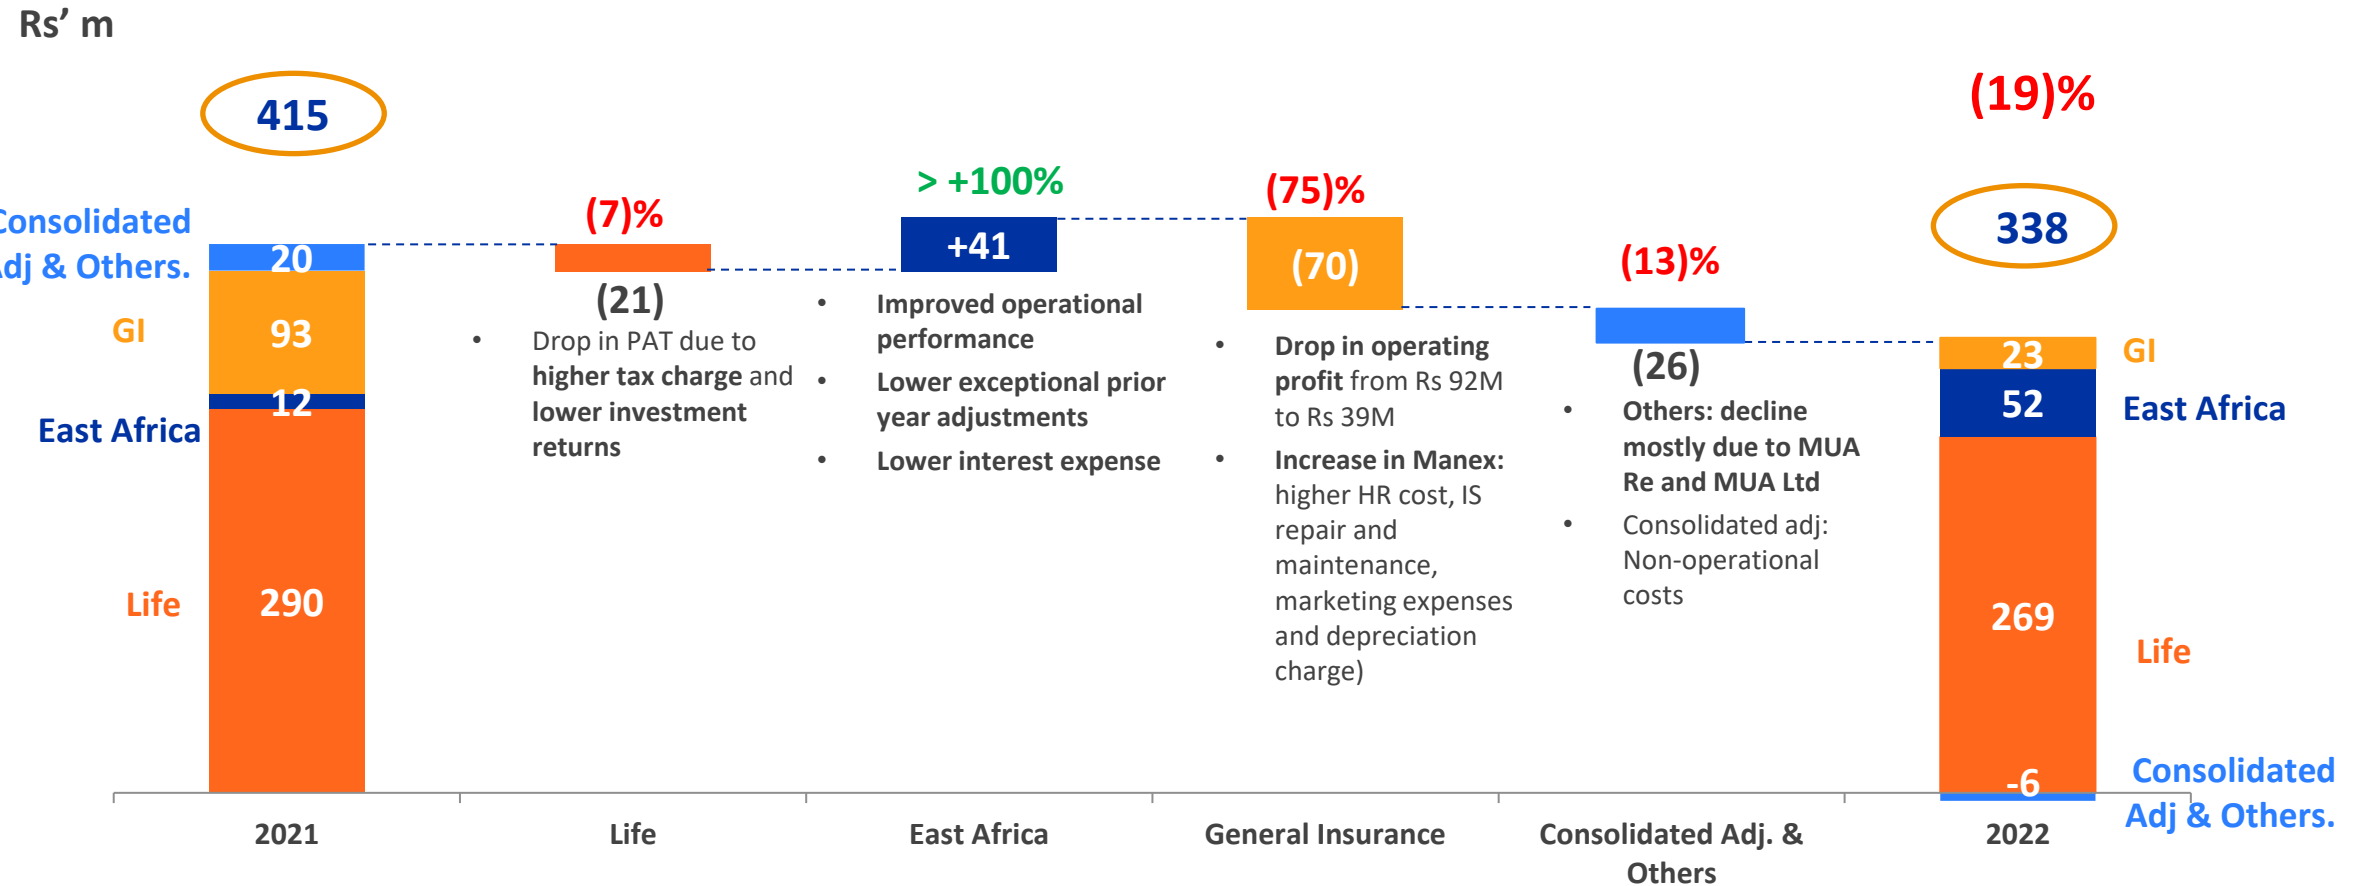 Rs' m
415
(19)%
338
Consolidated
Adj & Others.
GI
East Africa
Life
20
93
12
290
(7)%
(21)
• Drop in PAT due to
higher tax charge and
lower investment
returns
> +100%
+41
• Improved operational
performance
• Lower exceptional prior
year adjustments
• Lower interest expense
(75)%
(70)
• Drop in operating
profit from Rs 92M
to Rs 39M
• Increase in Manex:
higher HR cost, IS
repair and
maintenance,
marketing expenses
and depreciation
charge)
(13)%
(26)
• Others: decline
mostly due to MUA
Re and MUA Ltd
• Consolidated adj:
Non-operational
costs
23
52
269
-6
GI
East Africa
Life
Consolidated
Adj & Others.
2021
Life
East Africa
General Insurance
Consolidated Adj. &
Others
2022